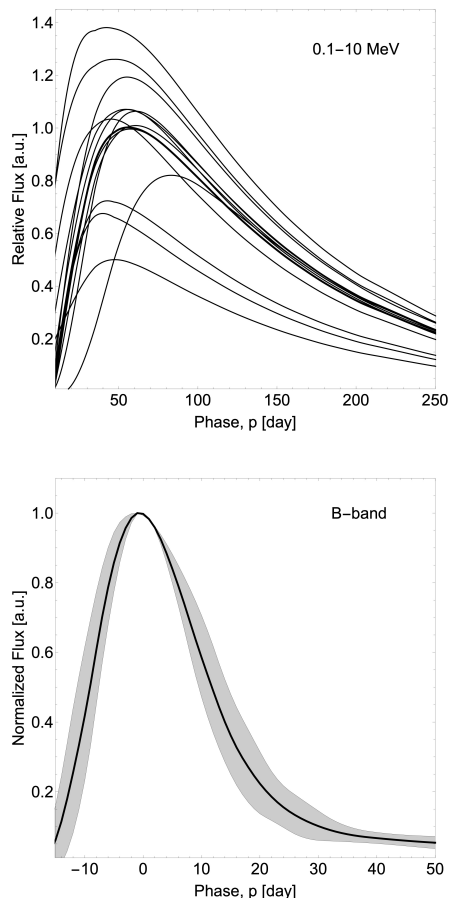 0.1−10 MeV
Relative Flux [a.u.]
1.4
1.2
1.0
0.8
0.6
0.4
0.2
50 100 150 200 250
Phase, p [day]
B−band
Normalized Flux [a.u.]
1.0
0.8
0.6
0.4
0.2
−10 0 10 20 30 40 50
Phase, p [day]